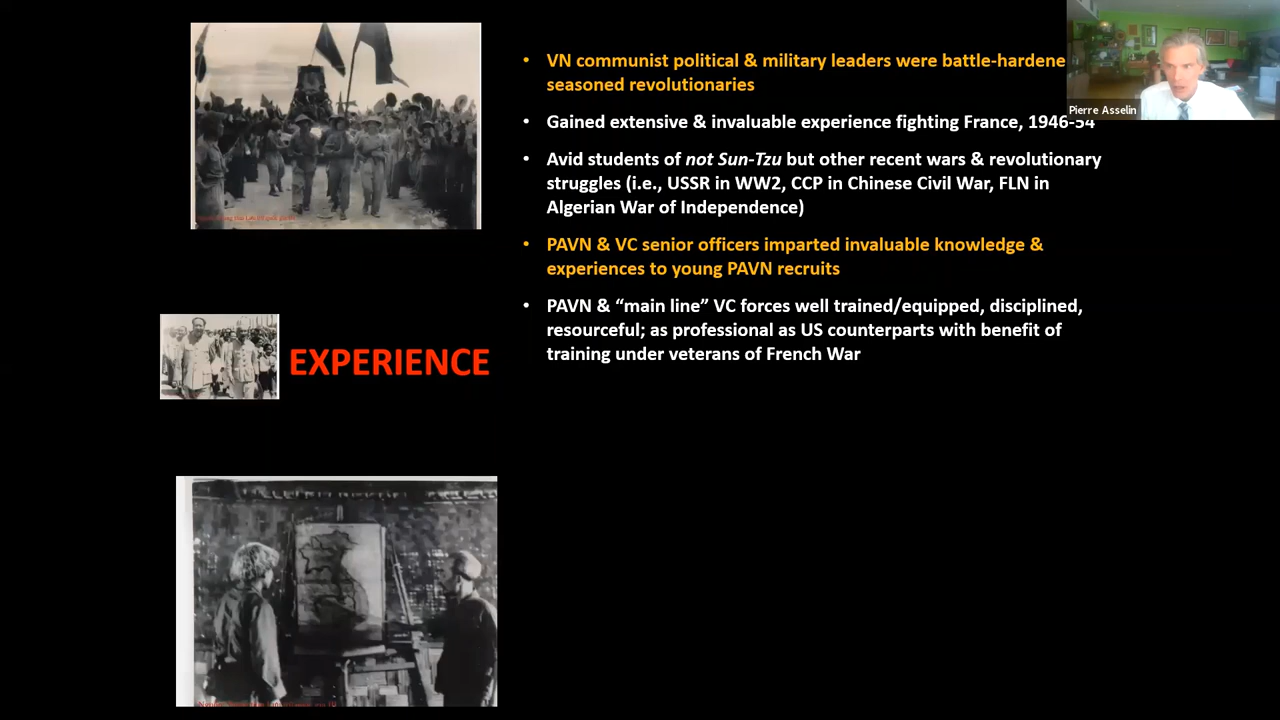 • VN communist political & military leaders were battle-hardene
seasoned revolutionaries
Pierre Asselin
• Gained extensive & invaluable experience fighting France, 1946-54
• Avid students of not Sun-Tzu but other recent wars & revolutionary
struggles (i.e., USSR in WW2, CCP in Chinese Civil War, FLN in
Algerian War of Independence)
• PAVN & VC senior officers imparted invaluable knowledge &
experiences to young PAVN recruits
• PAVN & “main line” VC forces well trained/equipped, disciplined,
resourceful; as professional as US counterparts with benefit of
training under veterans of French War
EXPERIENCE